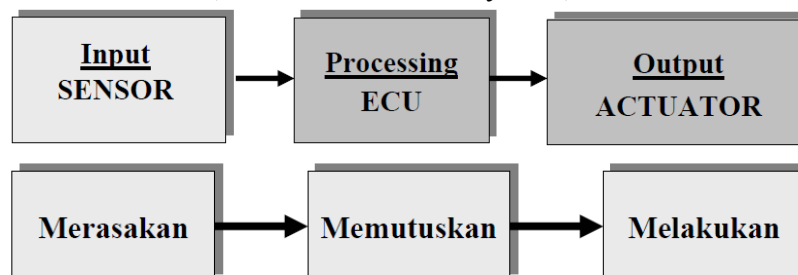 Input
SENSOR
Processing
ECU
Output
ACTUATOR
Merasakan
Memutuskan
Melakukan